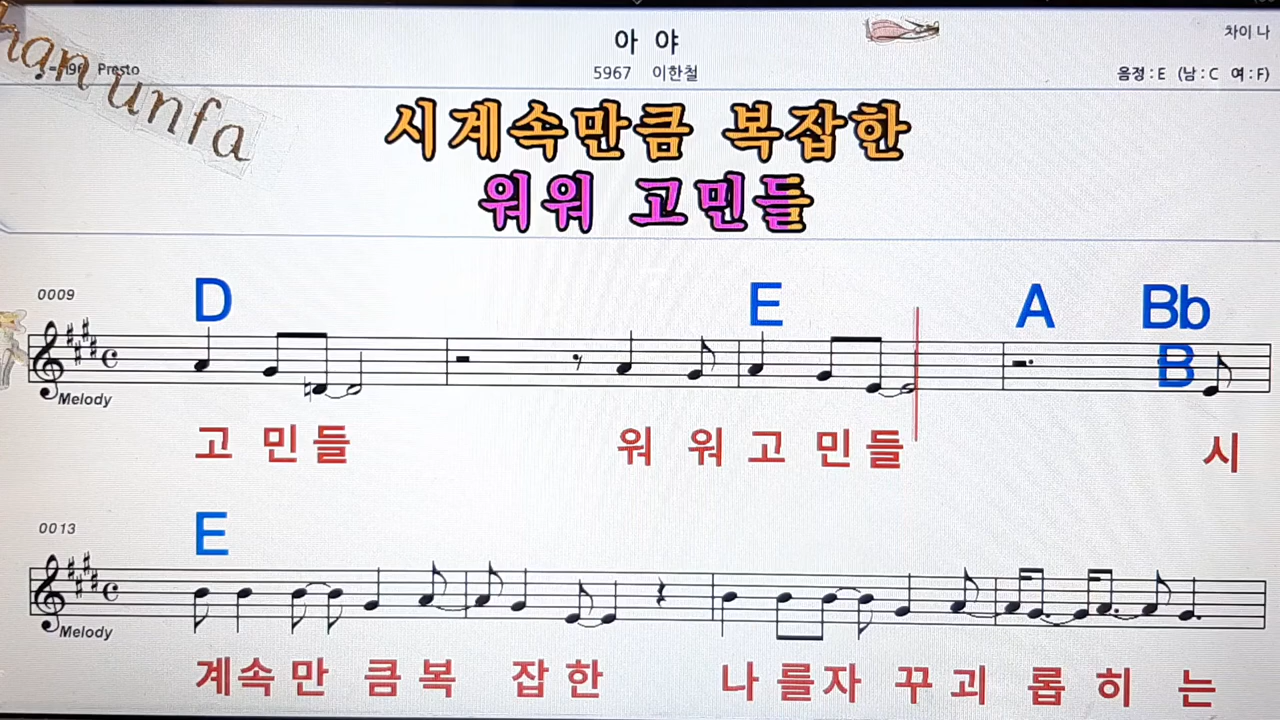 han unfa
아 야
차이 나
Presto
5967 이한철
음정 : E (남 : C 여 : F)
시계속만큼 복잡한
워워 고민들
0009
D E A Bb
B
Melody
고 민 들 워 워 고 민 들 시
0013
E
Melody
계 속 만 큼 복 잡 한 나 를 자 꾸 괴 롭 히 는